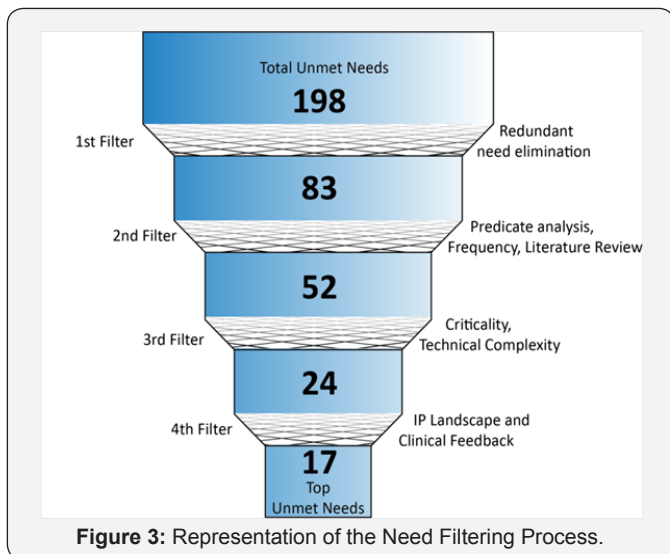 Total Unmet Needs
198
1st Filter
Redundant
need elimination
83
2nd Filter
Predicate analysis,
Frequency, Literature Review
52
3rd Filter
Criticality,
Technical Complexity
24
4th Filter
IP Landscape and
Clinical Feedback
17
Top
Unmet Needs
Figure 3: Representation of the Need Filtering Process.